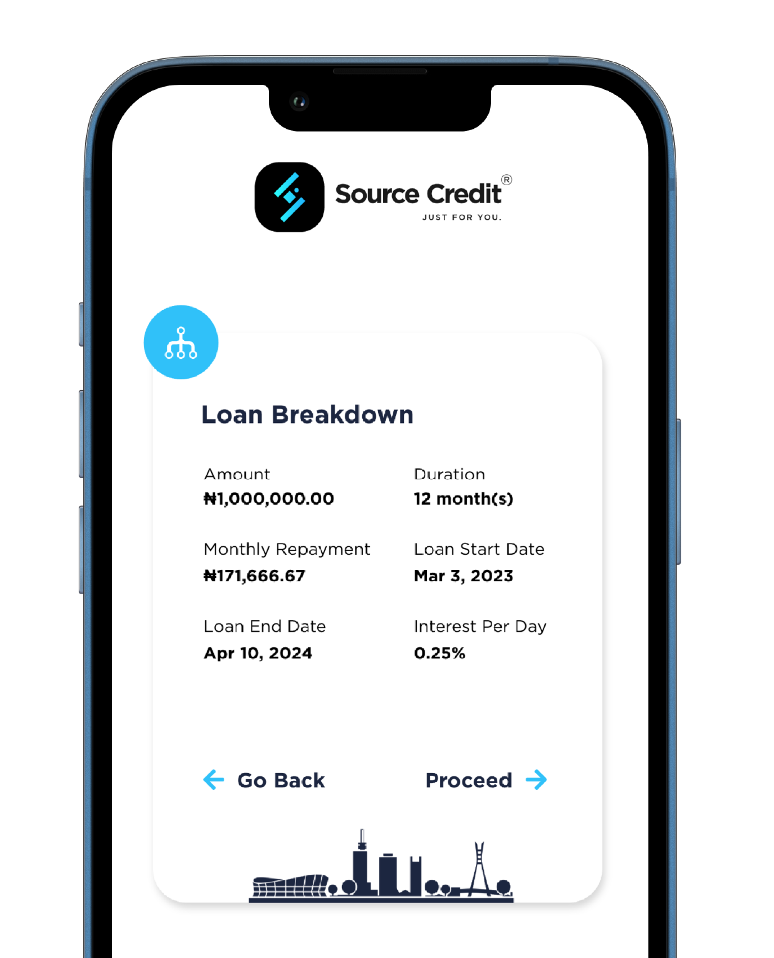 Source Credit®
JUST FOR YOU.
Loan Breakdown
Amount
₦1,000,000.00
Duration
12 month(s)
Monthly Repayment
₦171,666.67
Loan Start Date
Mar 3, 2023
Loan End Date
Apr 10, 2024
Interest Per Day
0.25%
Go Back
Proceed